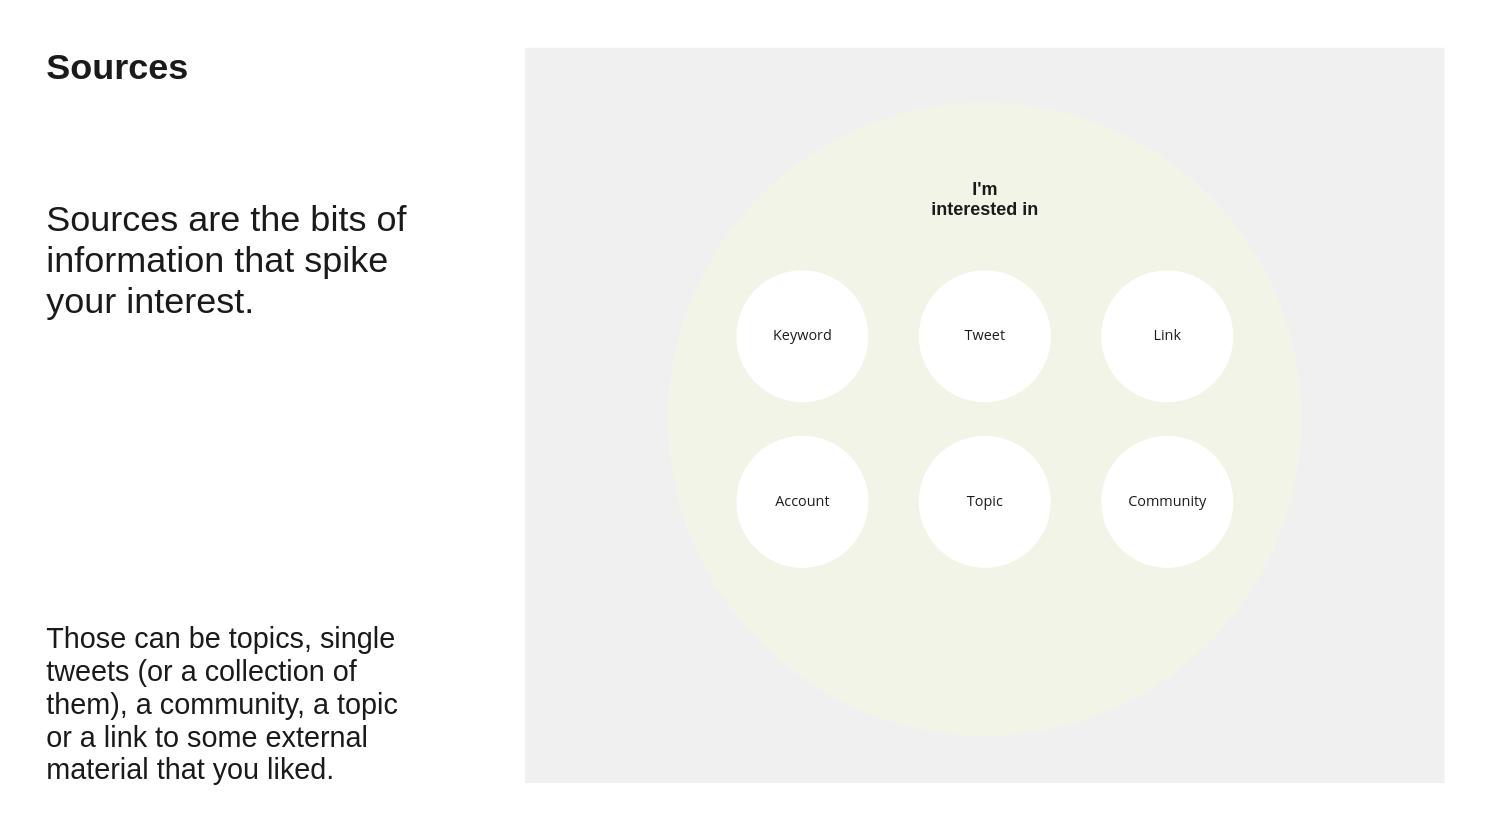 Sources
Sources are the bits of
information that spike
your interest.
Those can be topics, single
tweets (or a collection of
them), a community, a topic
or a link to some external
material that you liked.
I'm
interested in
Keyword
Tweet
Link
Account
Topic
Community